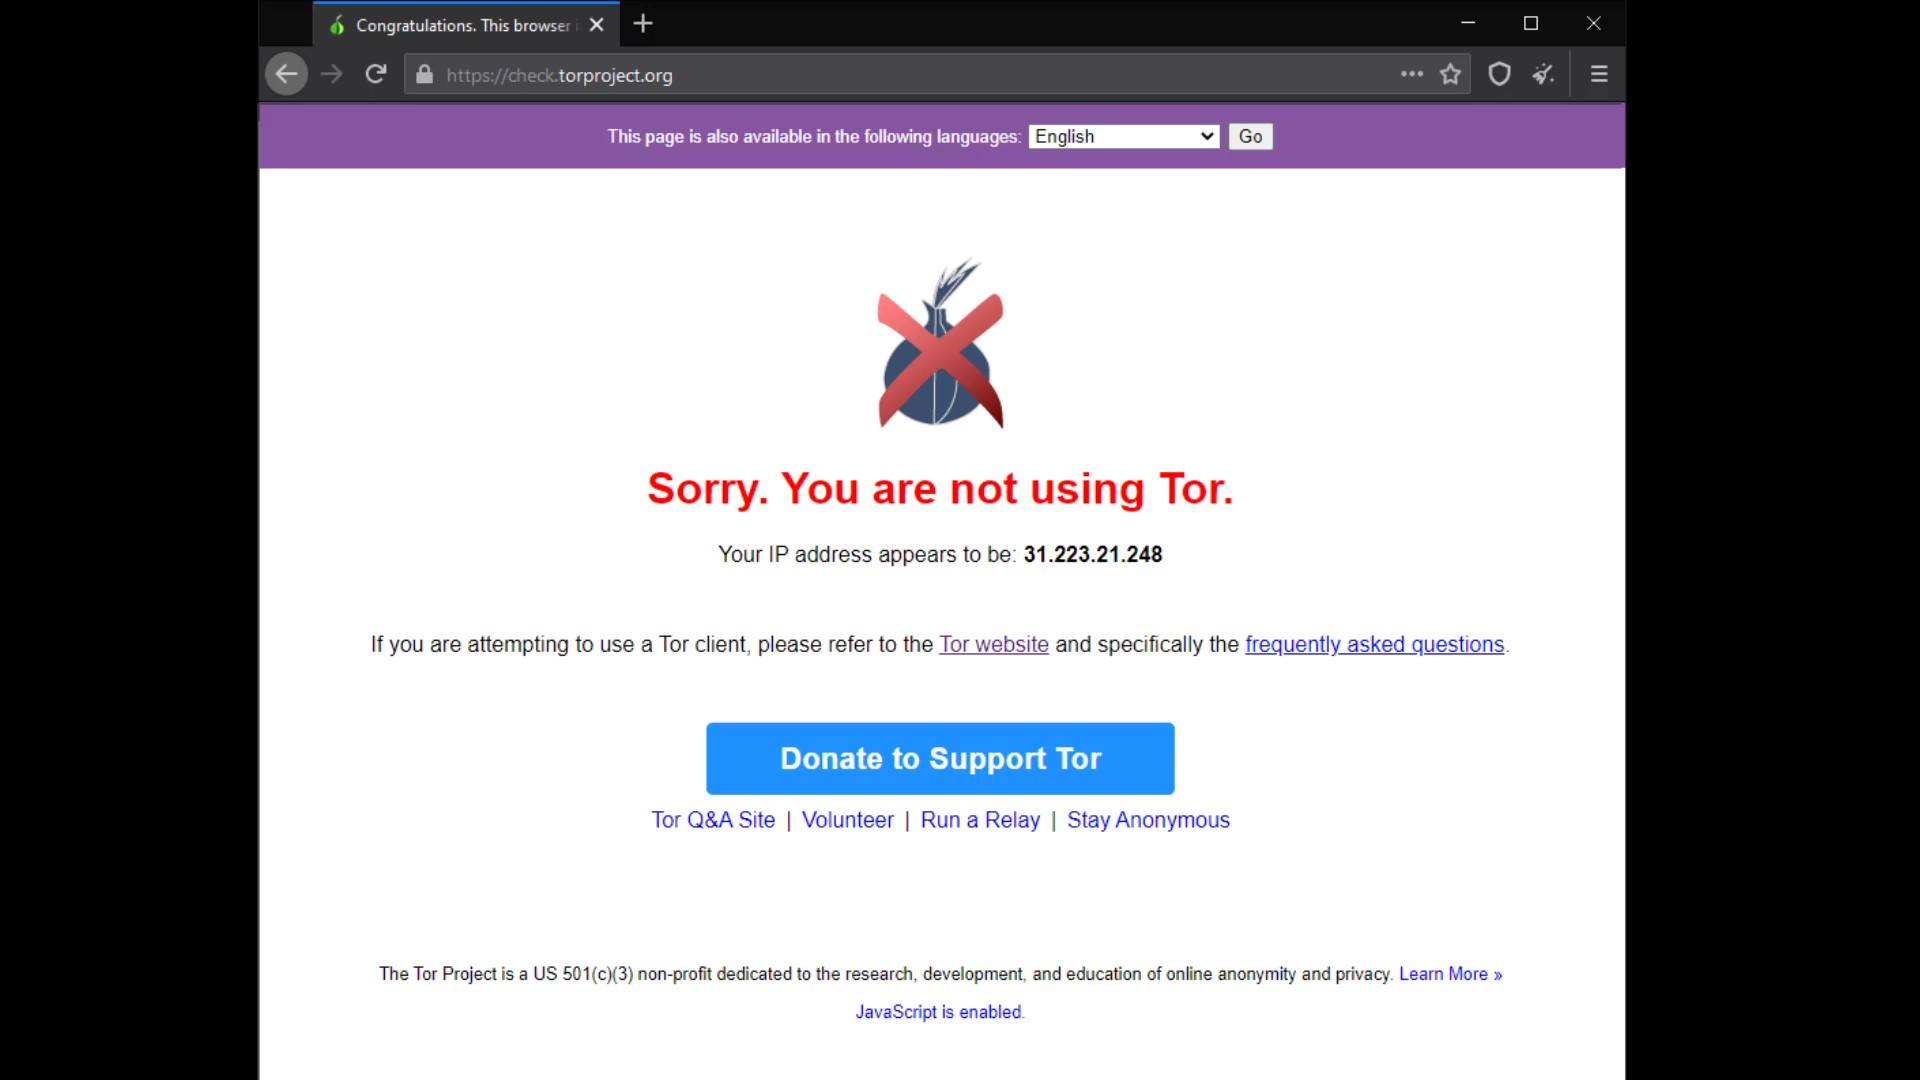 Congratulations. This browser i
https://check.torproject.org
This page is also available in the following languages: English Go
Sorry. You are not using Tor.
Your IP address appears to be: 31.223.21.248
If you are attempting to use a Tor client, please refer to the Tor website and specifically the frequently asked questions.
Donate to Support Tor
Tor Q&A Site | Volunteer | Run a Relay | Stay Anonymous
The Tor Project is a US 501(c)(3) non-profit dedicated to the research, development, and education of online anonymity and privacy. Learn More »
JavaScript is enabled.